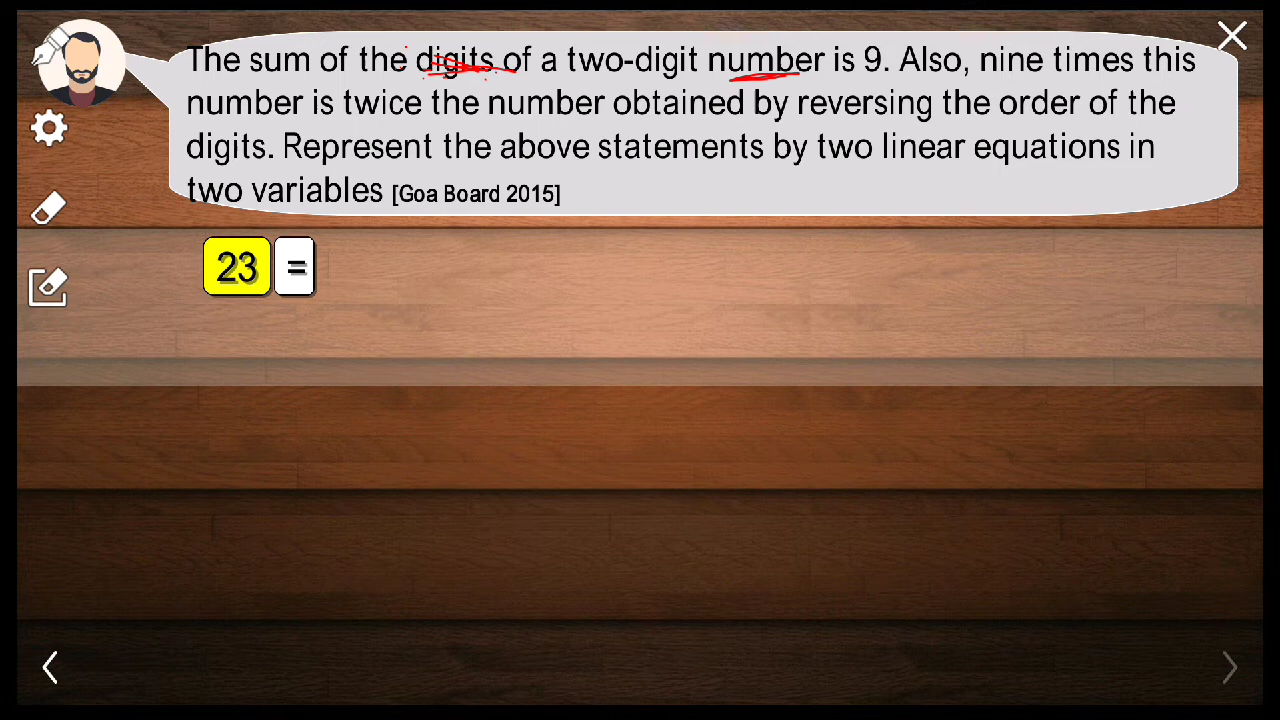 The sum of the digits of a two-digit number is 9. Also, nine times this
number is twice the number obtained by reversing the order of the
digits. Represent the above statements by two linear equations in
two variables [Goa Board 2015]
23 =